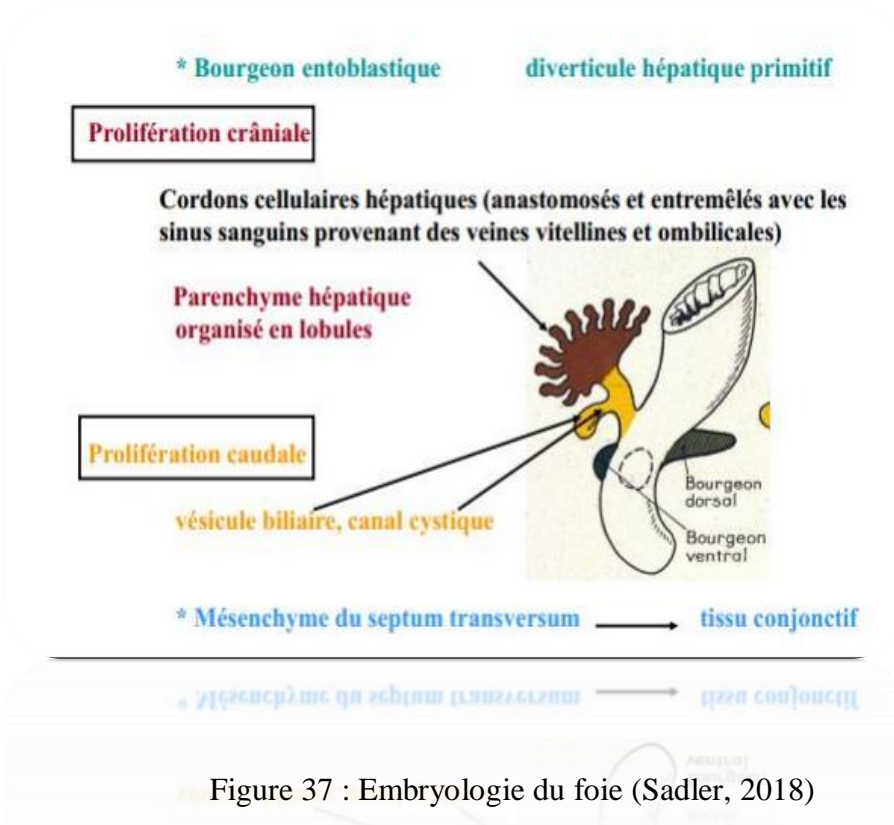 * Bourgeon entoblastique diverticule hépatique primitif
Prolifération crâniale
Cordons cellulaires hépatiques (anastomosés et entremêlés avec les
sinus sanguins provenant des veines vitellines et ombilicales)
Parenchyme hépatique
organisé en lobules
Prolifération caudale
vésicule biliaire, canal cystique
Bourgeon
dorsal
Bourgeon
ventral
* Mésenchyme du septum transversum tissu conjonctif
Figure 37 : Embryologie du foie (Sadler, 2018)